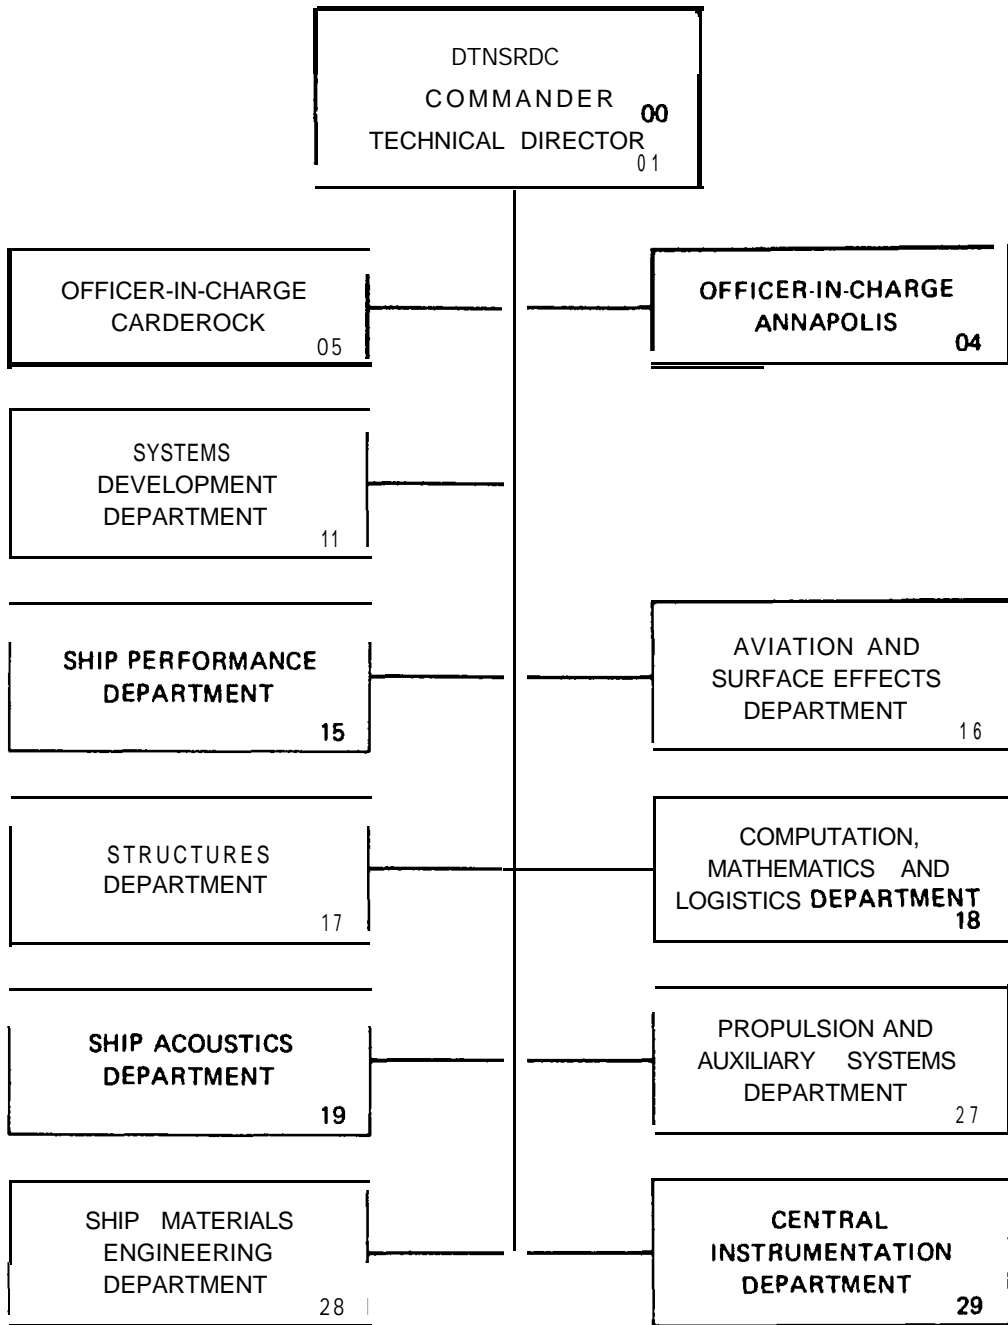 DTNSRDC
COMMANDER 00
TECHNICAL DIRECTOR
01
OFFICER-IN-CHARGE
CARDEROCK
05
OFFICER-IN-CHARGE
ANNAPOLIS
04
SYSTEMS
DEVELOPMENT
DEPARTMENT
11
SHIP PERFORMANCE
DEPARTMENT
15
AVIATION AND
SURFACE EFFECTS
DEPARTMENT
16
STRUCTURES
DEPARTMENT
17
COMPUTATION,
MATHEMATICS AND
LOGISTICS DEPARTMENT
18
SHIP ACOUSTICS
DEPARTMENT
19
PROPULSION AND
AUXILIARY SYSTEMS
DEPARTMENT
27
SHIP MATERIALS
ENGINEERING
DEPARTMENT
28
CENTRAL
INSTRUMENTATION
DEPARTMENT
29